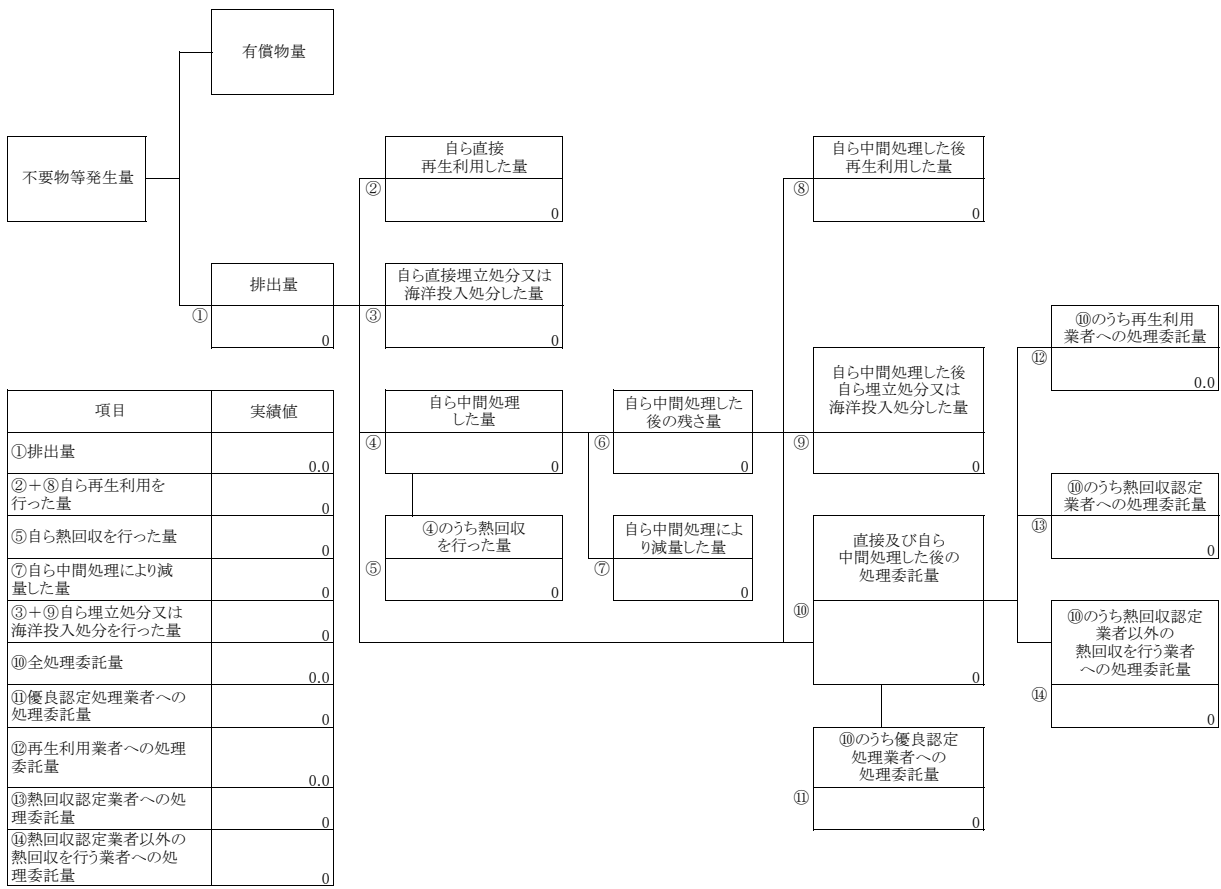 有償物量
不要物等発生量
排出量
①
0
自ら直接
再生利用した量
②
0
自ら直接埋立処分又は
海洋投入処分した量
③
0
自ら中間処理
した量
④
0
④のうち熱回収
を行った量
⑤
0
自ら中間処理した
後の残さ量
⑥
0
自ら中間処理によ
り減量した量
⑦
0
自ら中間処理した後
再生利用した量
⑧
0
自ら中間処理した後
自ら埋立処分又は
海洋投入処分した量
⑨
0
直接及び自ら
中間処理した後の
処理委託量
⑩
0
⑩のうち優良認定
処理業者への
処理委託量
⑪
0
⑩のうち再生利用
業者への処理委託量
⑫
0.0
⑩のうち熱回収認定
業者への処理委託量
⑬
0
⑩のうち熱回収認定
業者以外の
熱回収を行う業者
への処理委託量
⑭
0
項目 実績値
①排出量
0.0
②+⑧自ら再生利用を
行った量
0
⑤自ら熱回収を行った量
0
⑦自ら中間処理により減
量した量
0
③+⑨自ら埋立処分又は
海洋投入処分を行った量
0
⑩全処理委託量
0.0
⑪優良認定処理業者への
処理委託量
0
⑫再生利用業者への処理
委託量
0.0
⑬熱回収認定業者への処
理委託量
0
⑭熱回収認定業者以外の
熱回収を行う業者への処
理委託量
0